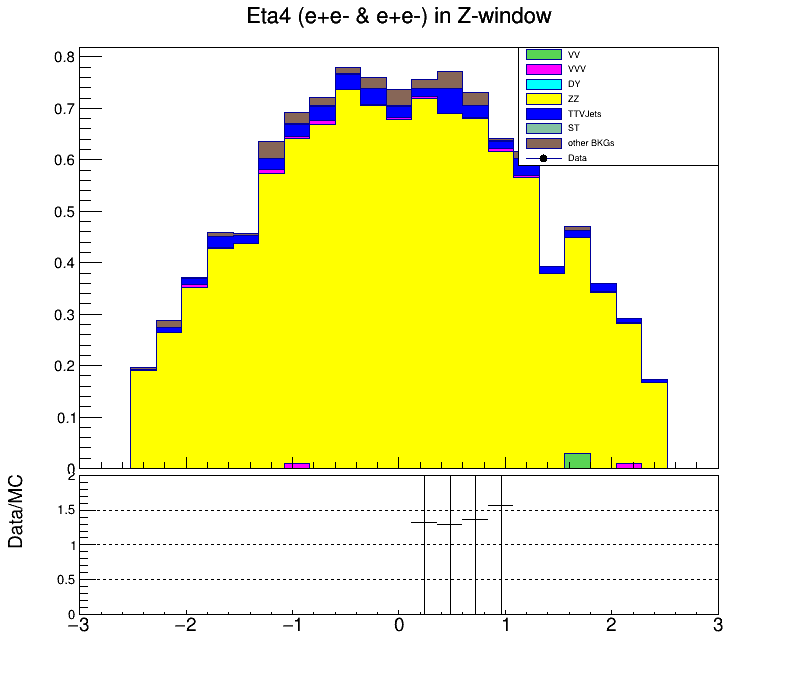 Eta4 (e+e- & e+e-) in Z-window
0.8
0.7
0.6
0.5
0.4
0.3
0.2
0.1
0
VV
VVV
DY
ZZ
TTVJets
ST
other BKGs
Data
Data/MC
2
1.5
1
0.5
0
−3 −2 −1 0 1 2 3